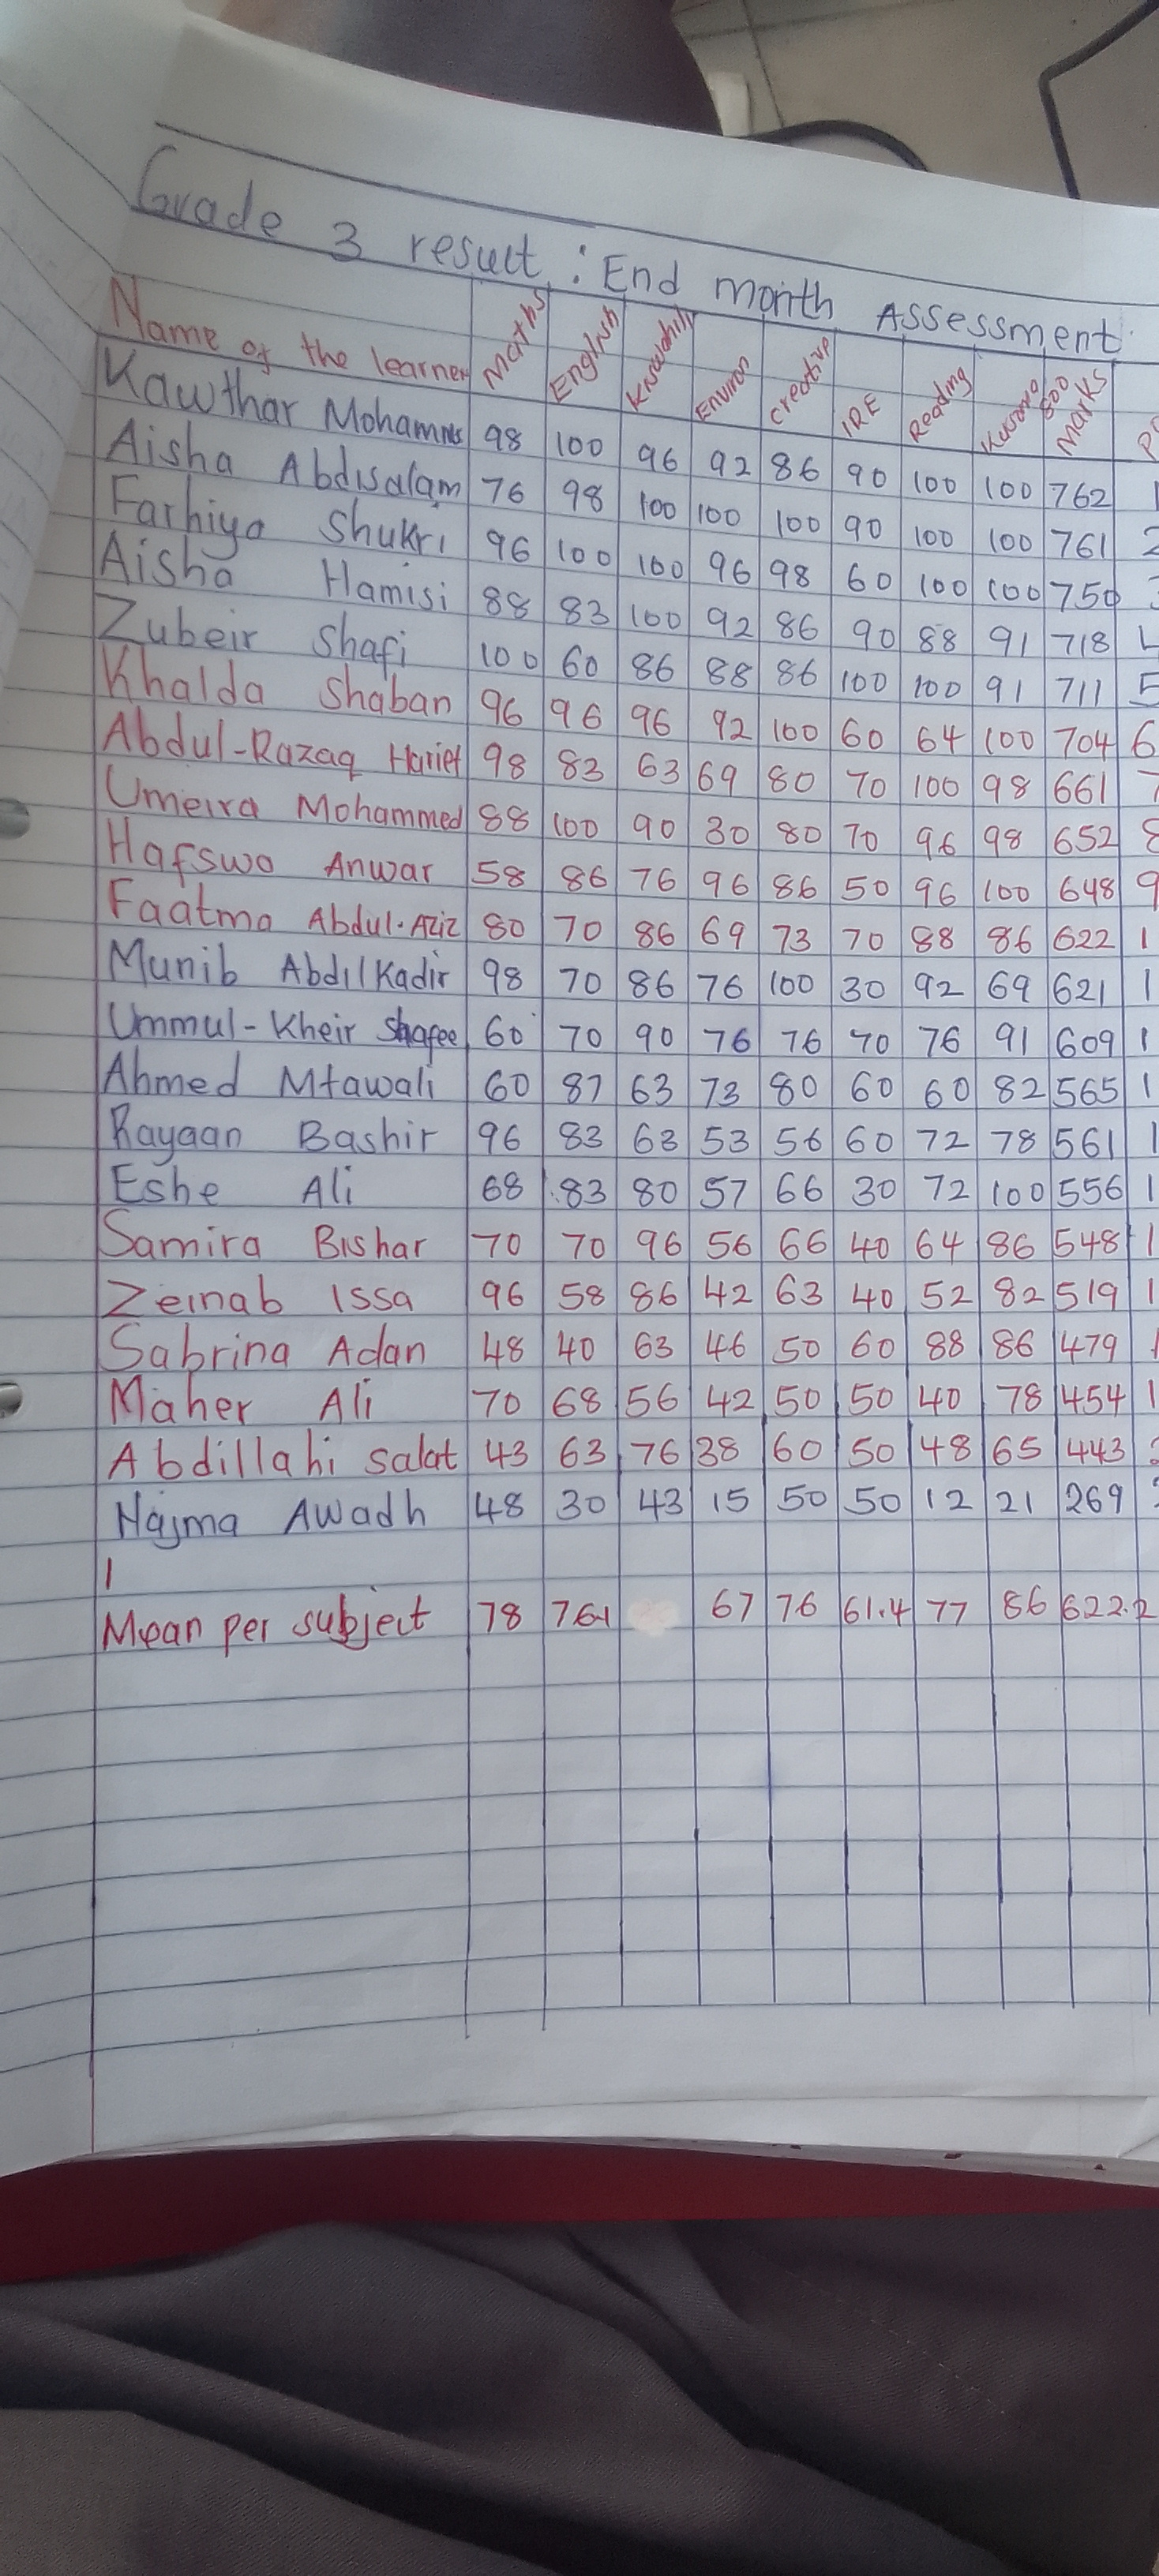 Grade 3 result : End month Assessment
Name of the learner Maths English Kiswahili Environ Creative IRE Reading Kusoma 800 Marks
Kawthar Mohammed 98 100 96 92 86 90 100 100 762 1
Aisha Abdisalam 76 98 100 100 100 90 100 100 761 2
Farhiya Shukri 96 100 100 96 98 60 100 100 750 3
Aisha Hamisi 88 83 100 92 86 90 88 91 718
Zubeir Shafi 100 60 86 88 86 100 100 91 711 5
Khalda Shaban 96 96 96 92 100 60 64 100 704 6
Abdul-Razaq Harief 98 83 63 69 80 70 100 98 661 7
Umeira Mohammed 88 100 90 30 80 70 96 98 652 8
Hafswa Anwar 58 86 76 96 86 50 96 100 648 9
Faatma Abdul-Aziz 80 70 86 69 73 70 88 86 622 1
Munib Abdilkadir 98 70 86 76 100 30 92 69 621 1
Ummul-Kheir Shafee 60 70 90 76 76 70 76 91 609 1
Ahmed Mtawali 60 87 63 73 80 60 60 82 565 1
Rayaan Bashir 96 83 63 53 56 60 72 78 561 1
Eshe Ali 68 83 80 57 66 30 72 100 556 1
Samira Bishar 70 70 96 56 66 40 64 86 548 1
Zeinab Issa 96 58 86 42 63 40 52 82 519 1
Sabrina Adan 48 40 63 46 50 60 88 86 479 1
Maher Ali 70 68 56 42 50 50 40 78 454 1
Abdillahi salat 43 63 76 38 60 50 48 65 443
Najma Awadh 48 30 43 15 50 50 12 21 269
Mean per subject 78 76.1 67 76 61.4 77 86 622.2